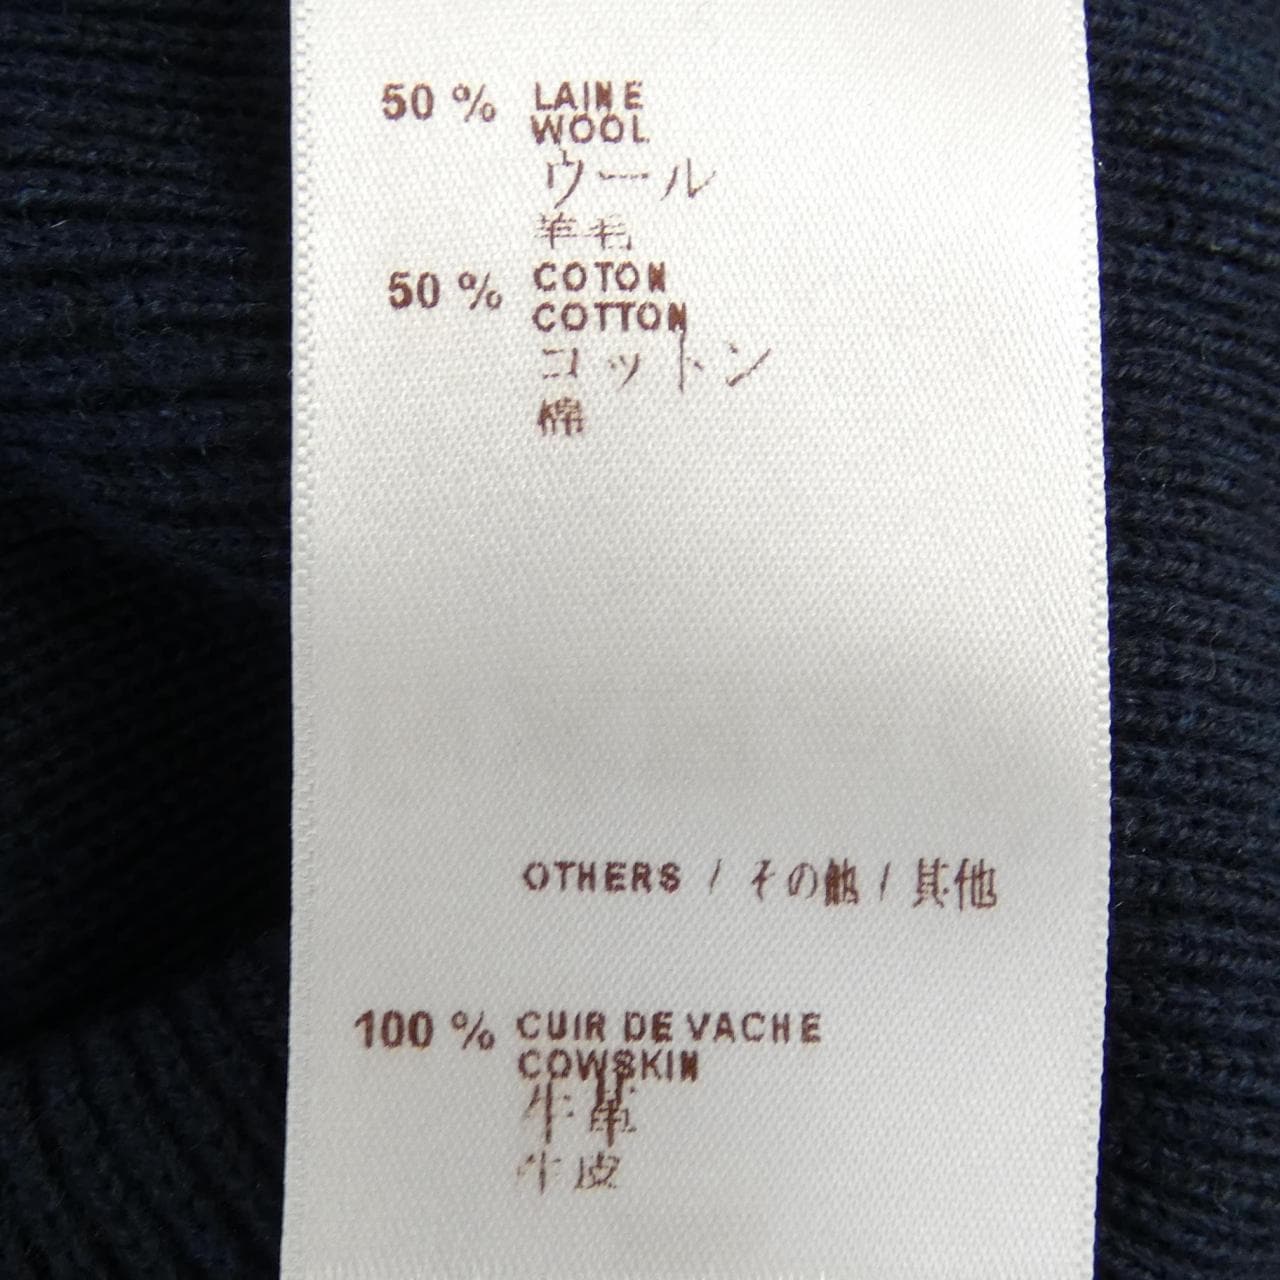 50 % LAINE
WOOL
ウール
羊毛
50 % COTON
COTTON
コットン
棉
OTHERS / その他 / 其他
100 % CUIR DE VACHE
COWSKIN
牛革
牛皮